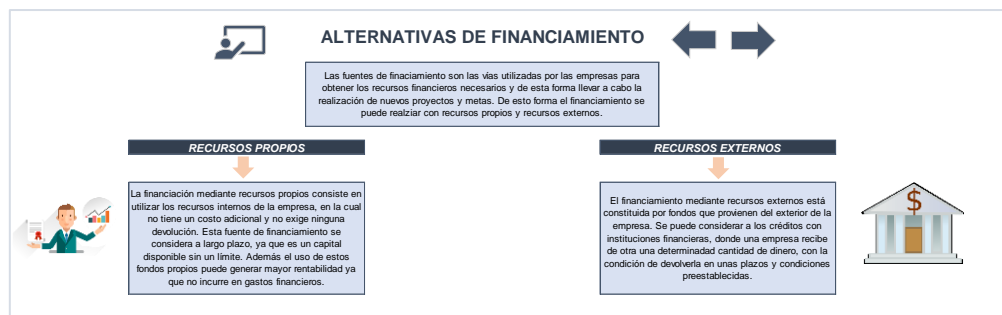 ALTERNATIVAS DE FINANCIAMIENTO
Las fuentes de finaciamiento son las vías utilizadas por las empresas para
obtener los recursos financieros necesarios y de esta forma llevar a cabo la
realización de nuevos proyectos y metas. De esto forma el financiamiento se
puede realziar con recursos propios y recursos externos.
RECURSOS PROPIOS
La financiación mediante recursos propios consiste en
utilizar los recursos internos de la empresa, en la cual
no tiene un costo adicional y no exige ninguna
devolución. Esta fuente de financiamiento se
considera a largo plazo, ya que es un capital
disponible sin un límite. Además el uso de estos
fondos propios puede generar mayor rentabilidad ya
que no incurre en gastos financieros.
RECURSOS EXTERNOS
El financiamiento mediante recursos externos está
constituida por fondos que provienen del exterior de la
empresa. Se puede considerar a los créditos con
instituciones financieras, donde una empresa recibe
de otra una determinadad cantidad de dinero, con la
condición de devolverla en unas plazos y condiciones
preestablecidas.
$